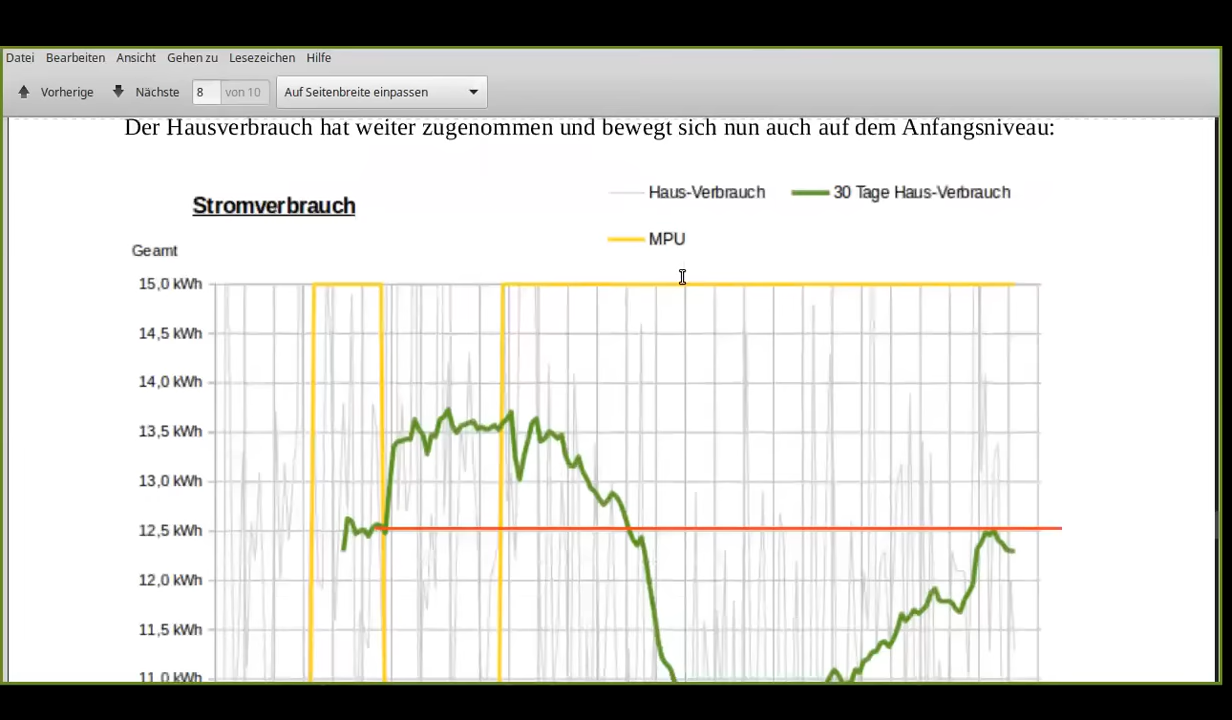 Datei Bearbeiten Ansicht Gehen zu Lesezeichen Hilfe
Vorherige Nächste 8 von 10 Auf Seitenbreite einpassen
Der Hausverbrauch hat weiter zugenommen und bewegt sich nun auch auf dem Anfangsniveau:
Haus-Verbrauch 30 Tage Haus-Verbrauch
Stromverbrauch
MPU
Geamt
15,0 kWh
14,5 kWh
14,0 kWh
13,5 kWh
13,0 kWh
12,5 kWh
12,0 kWh
11,5 kWh
11,0 kWh